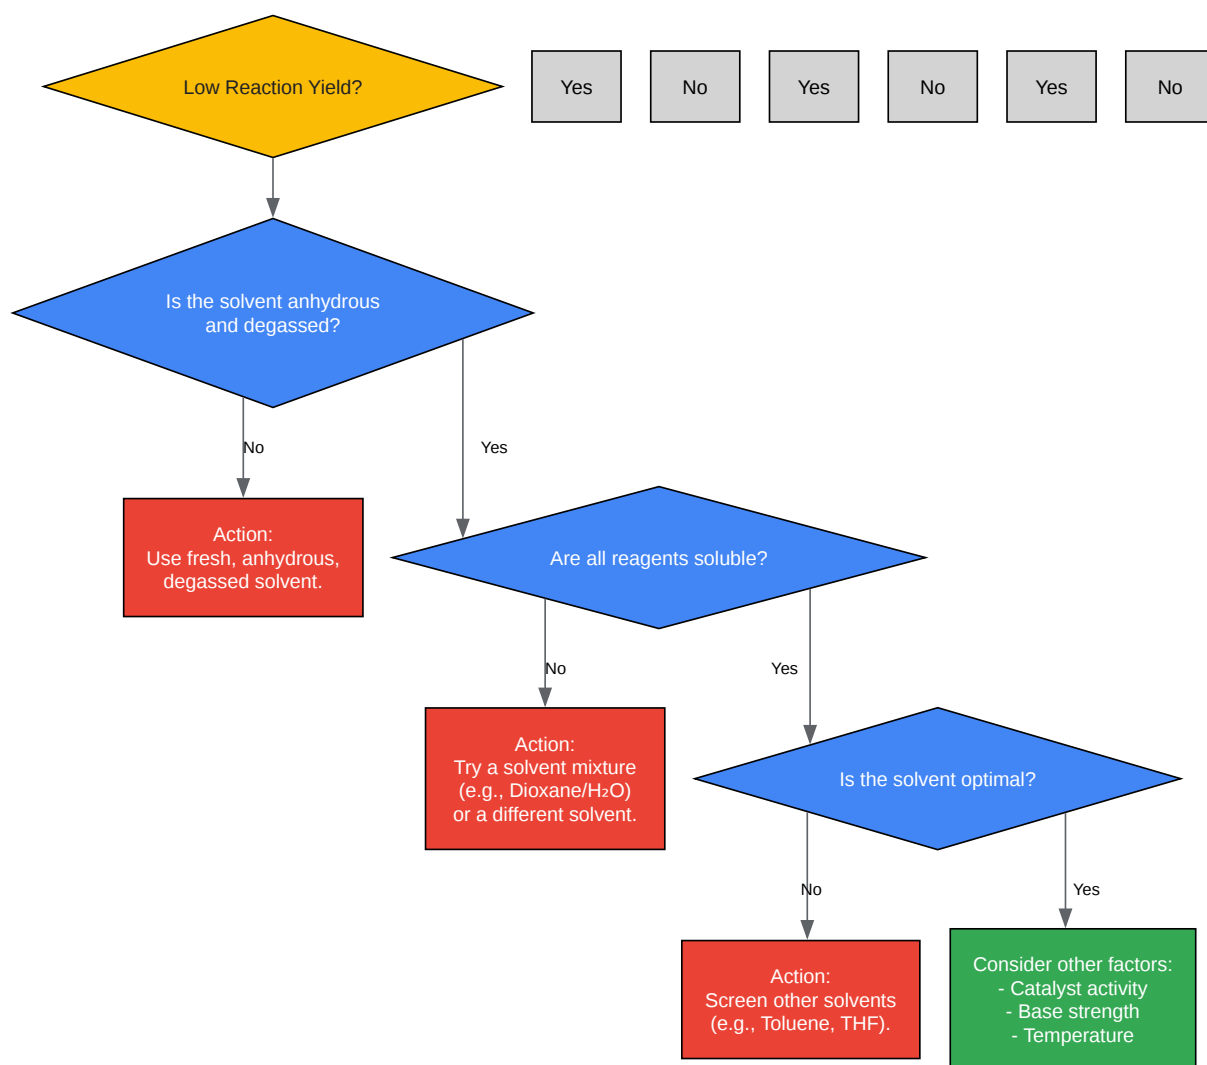 Low Reaction Yield?
Yes
No
Yes
No
Yes
No
Is the solvent anhydrous
and degassed?
No
Yes
Action:
Use fresh, anhydrous,
degassed solvent.
Are all reagents soluble?
No
Yes
Action:
Try a solvent mixture
(e.g., Dioxane/H₂O)
or a different solvent.
Is the solvent optimal?
No
Yes
Action:
Screen other solvents
(e.g., Toluene, THF).
Consider other factors:
- Catalyst activity
- Base strength
- Temperature